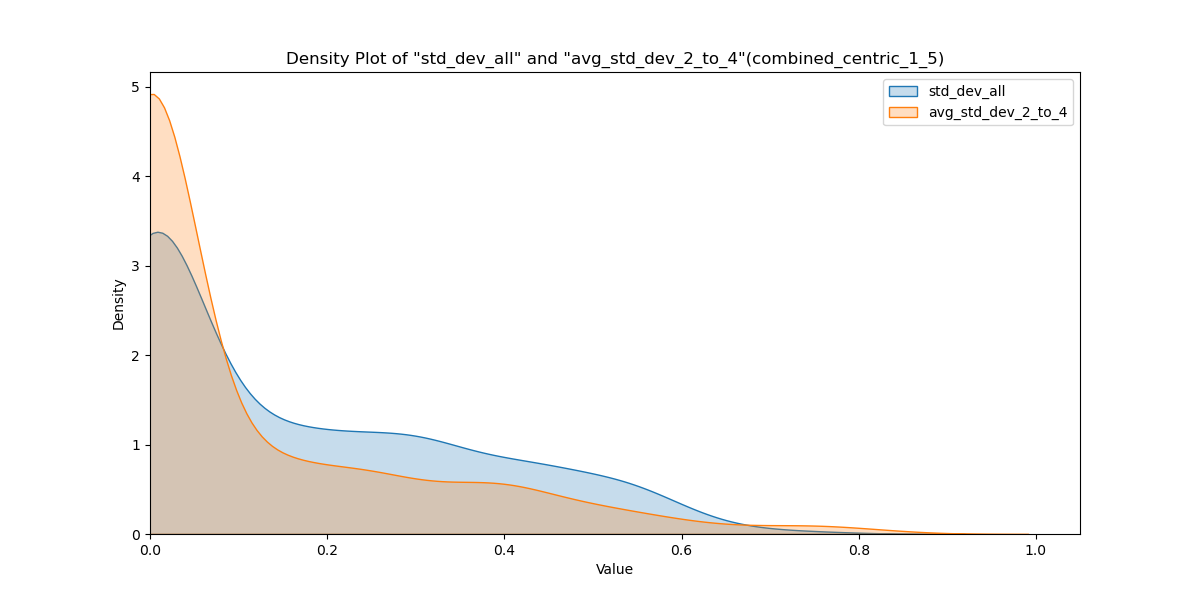 Density Plot of "std_dev_all" and "avg_std_dev_2_to_4"(combined_centric_1_5)
std_dev_all
avg_std_dev_2_to_4
Density
5
4
3
2
1
0
0.0 0.2 0.4 0.6 0.8 1.0
Value